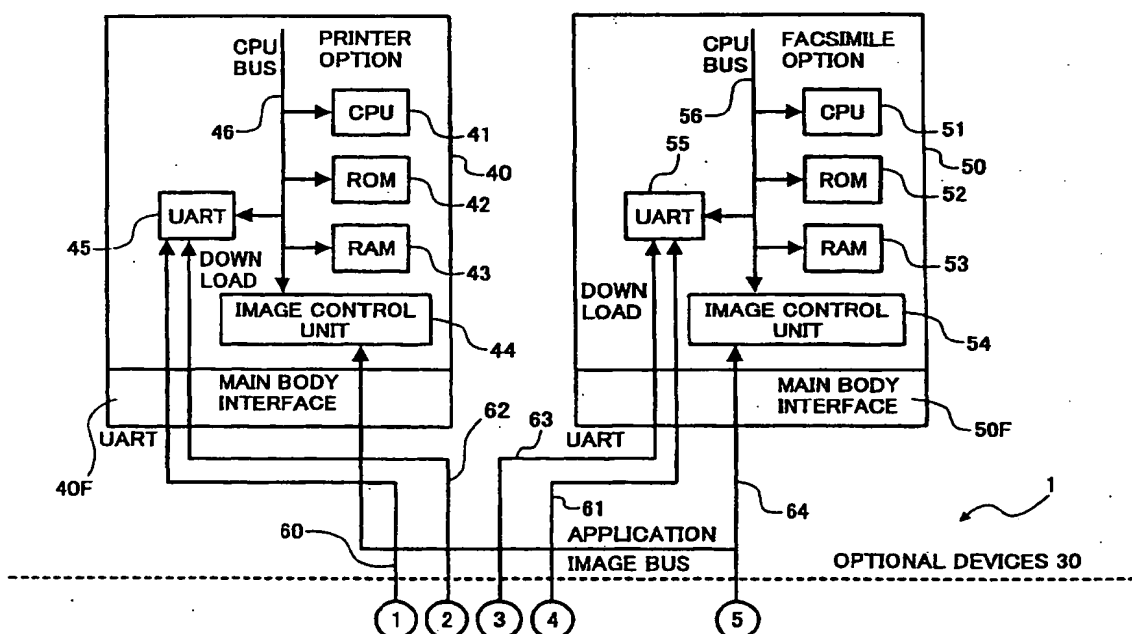 CPU
BUS
PRINTER
OPTION
46
CPU
41
40
ROM
42
UART
45
RAM
43
DOWN
LOAD
IMAGE CONTROL
UNIT
44
MAIN BODY
INTERFACE
40F
UART
62
60
CPU
BUS
FACSIMILE
OPTION
56
CPU
51
55
50
ROM
52
UART
RAM
53
DOWN
LOAD
IMAGE CONTROL
UNIT
54
MAIN BODY
INTERFACE
50F
UART
63
61
64
1
APPLICATION
IMAGE BUS
OPTIONAL DEVICES 30
1
2
3
4
5